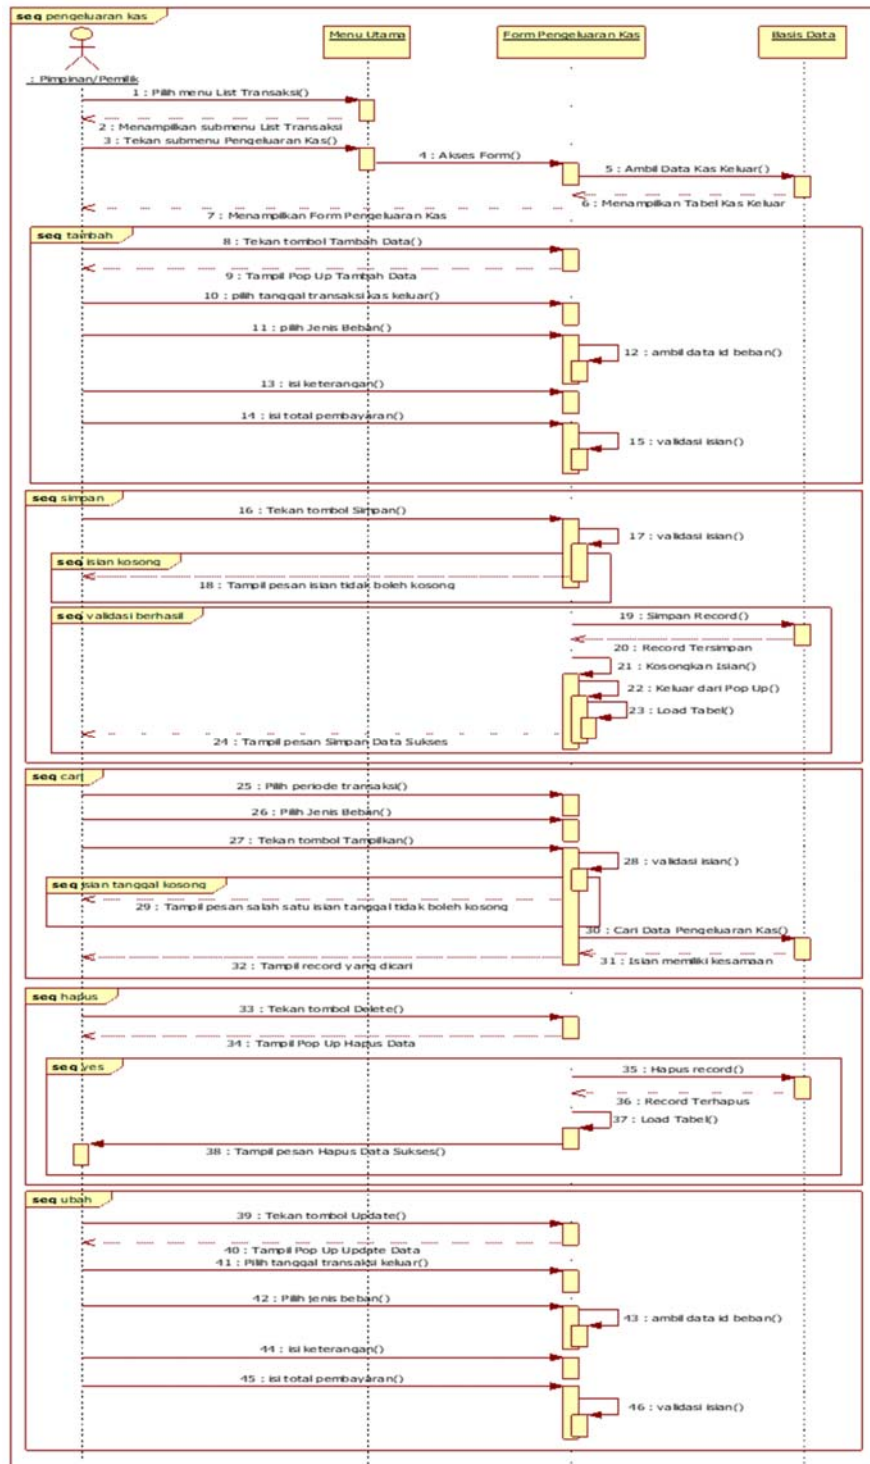 seq pengeluaran kas
Menu Utama
Form Pengeluaran Kas
Basis Data
: Pimpinan/Pemilik
1 : Pilih menu List Transaksi()
2 : Menampilkan submenu List Transaksi
3 : Tekan submenu Pengeluaran Kas()
4 : Akses Form()
5 : Ambil Data Kas Keluar()
6 : Menampilkan Tabel Kas Keluar
7 : Menampilkan Form Pengeluaran Kas
seq tambah
8 : Tekan tombol Tambah Data()
9 : Tampil Pop Up Tambah Data
10 : pilih tanggal transaksi kas keluar()
11 : pilih Jenis Beban()
12 : ambil data id beban()
13 : isi keterangan()
14 : isi total pembayaran()
15 : validasi isian()
seq simpan
16 : Tekan tombol Simpan()
17 : validasi isian()
seq isian kosong
18 : Tampil pesan isian tidak boleh kosong
seq validasi berhasil
19 : Simpan Record()
20 : Record Tersimpan
21 : Kosongkan Isian()
22 : Keluar dari Pop Up()
23 : Load Tabel()
24 : Tampil pesan Simpan Data Sukses
seq cari
25 : Pilih periode transaksi()
26 : Pilih Jenis Beban()
27 : Tekan tombol Tampilkan()
28 : validasi isian()
seq isian tanggal kosong
29 : Tampil pesan salah satu isian tanggal tidak boleh kosong
30 : Cari Data Pengeluaran Kas()
31 : Isian memiliki kesamaan
32 : Tampil record yang dicari
seq hapus
33 : Tekan tombol Delete()
34 : Tampil Pop Up Hapus Data
seq yes
35 : Hapus record()
36 : Record Terhapus
37 : Load Tabel()
38 : Tampil pesan Hapus Data Sukses()
seq ubah
39 : Tekan tombol Update()
40 : Tampil Pop Up Update Data
41 : Pilih tanggal transaksi keluar()
42 : Pilih jenis beban()
43 : ambil data id beban()
44 : isi keterangan()
45 : isi total pembayaran()
46 : validasi isian()